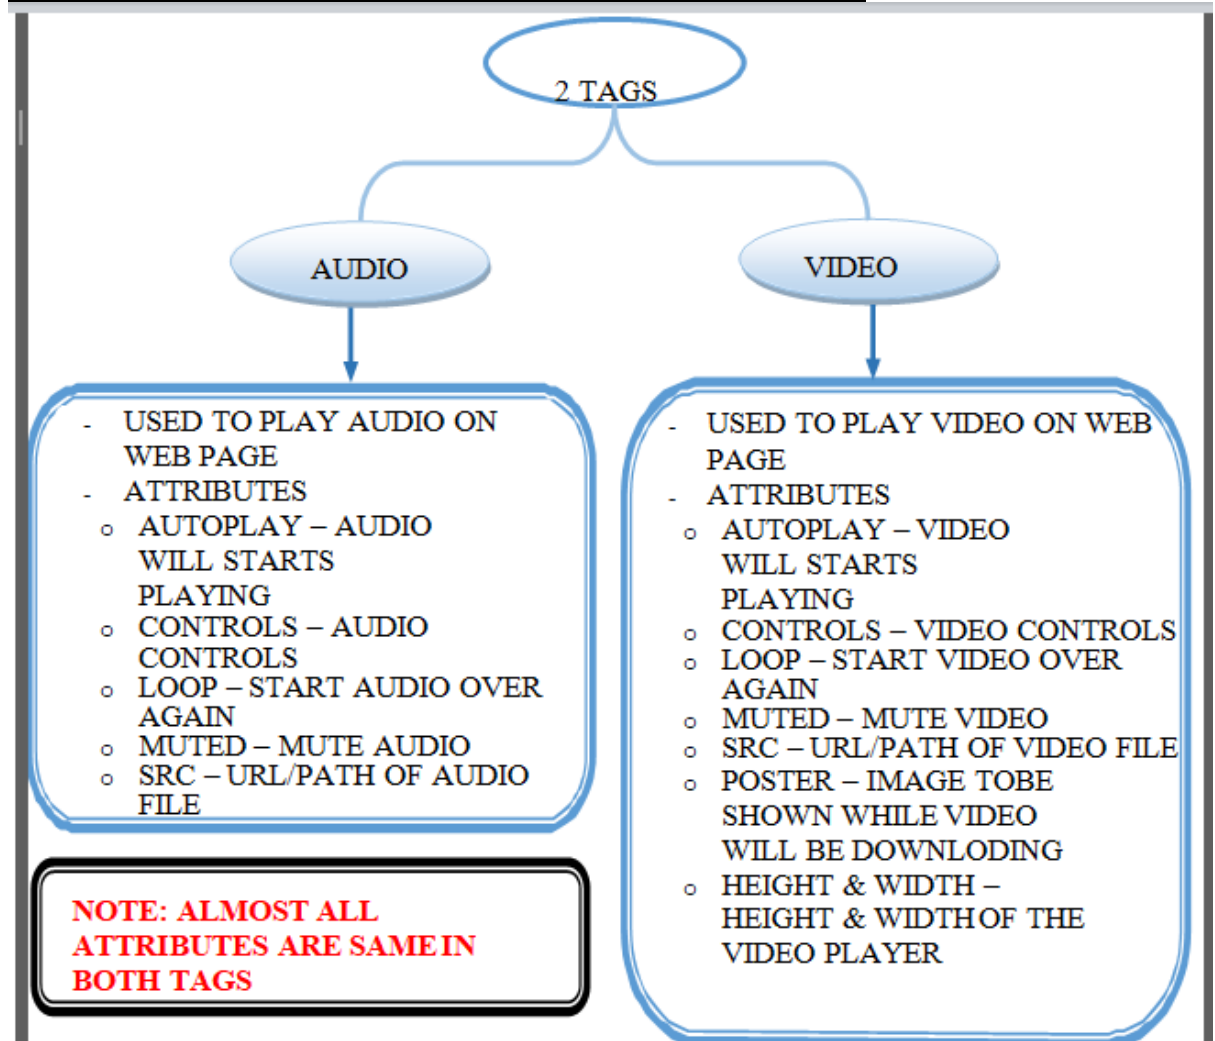 2 TAGS
AUDIO
VIDEO
- USED TO PLAY AUDIO ON
WEB PAGE
- ATTRIBUTES
o AUTOPLAY – AUDIO
WILL STARTS
PLAYING
o CONTROLS – AUDIO
CONTROLS
o LOOP – START AUDIO OVER
AGAIN
o MUTED – MUTE AUDIO
o SRC – URL/PATH OF AUDIO
FILE
- USED TO PLAY VIDEO ON WEB
PAGE
- ATTRIBUTES
o AUTOPLAY – VIDEO
WILL STARTS
PLAYING
o CONTROLS – VIDEO CONTROLS
o LOOP – START VIDEO OVER
AGAIN
o MUTED – MUTE VIDEO
o SRC – URL/PATH OF VIDEO FILE
o POSTER – IMAGE TOBE
SHOWN WHILE VIDEO
WILL BE DOWNLODING
o HEIGHT & WIDTH –
HEIGHT & WIDTH OF THE
VIDEO PLAYER
NOTE: ALMOST ALL
ATTRIBUTES ARE SAME IN
BOTH TAGS